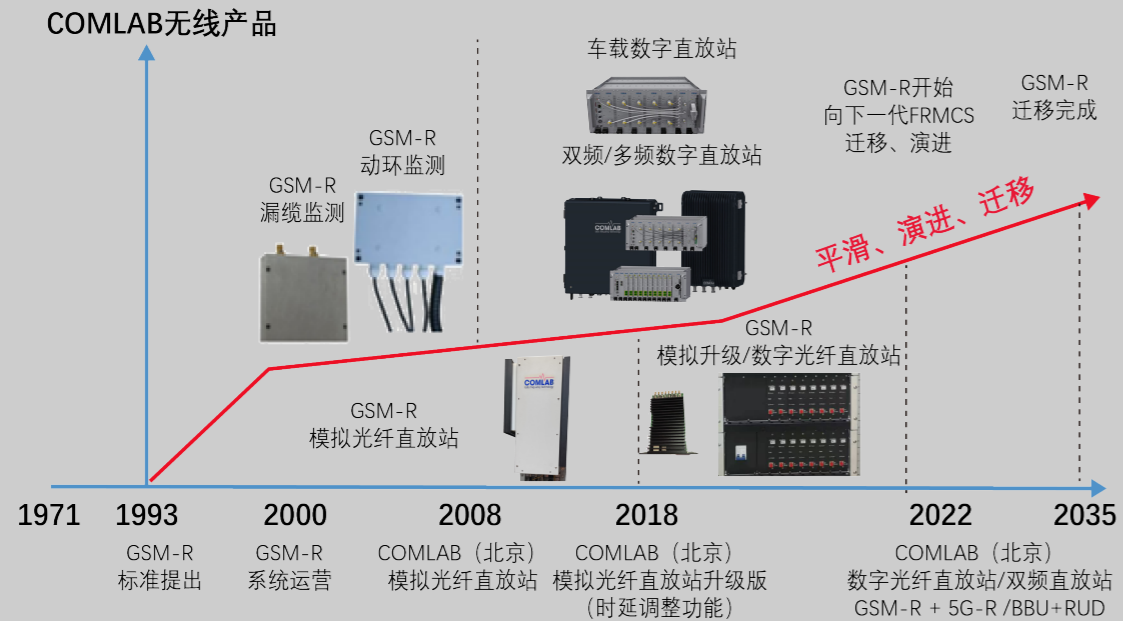 COMLAB无线产品
车载数字直放站
GSM-R开始
向下一代FRMCS
迁移、演进
GSM-R
迁移完成
GSM-R
动环监测
双频/多频数字直放站
GSM-R
漏缆监测
COMLAB
平滑、演进、迁移
GSM-R
模拟升级/数字光纤直放站
COMLAB
GSM-R
模拟光纤直放站
1971
1993
2000
2008
2018
2022
2035
GSM-R
标准提出
GSM-R
系统运营
COMLAB（北京）
模拟光纤直放站
COMLAB（北京）
模拟光纤直放站升级版
（时延调整功能）
COMLAB（北京）
数字光纤直放站/双频直放站
GSM-R + 5G-R /BBU+RUD